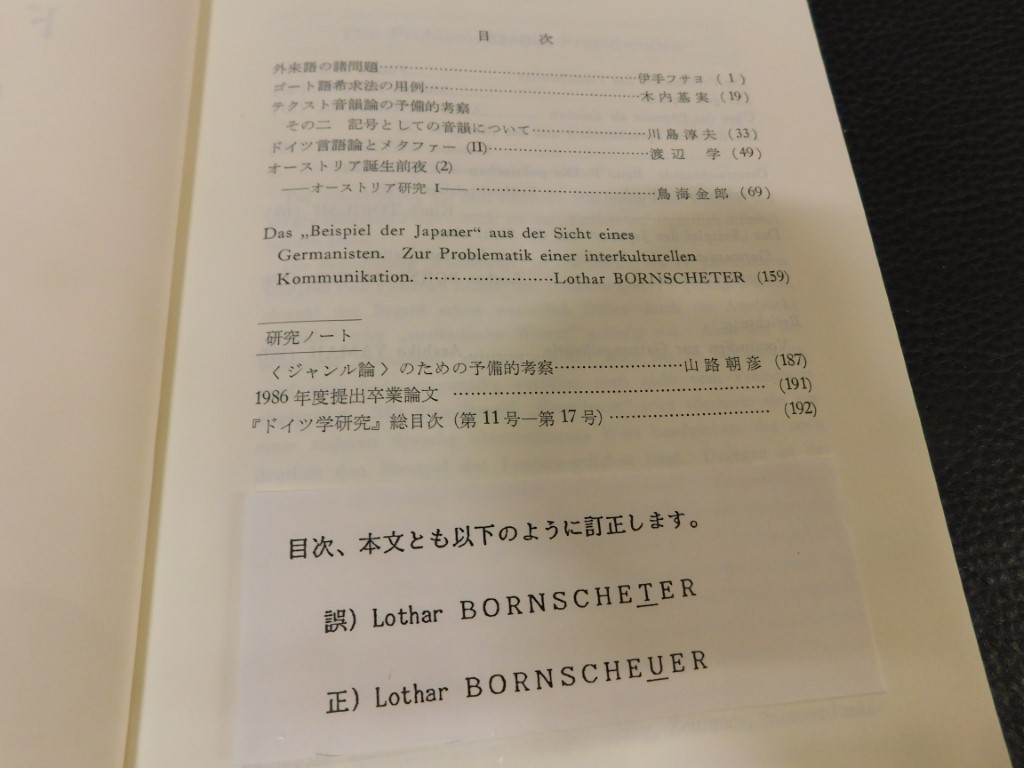 目次
外来語の諸問題……………………………伊手フサヨ (1)
ゴート語希求法の用例……………………………木内基実 (19)
テクスト音韻論の予備的考察
その二 記号としての音韻について………………川島淳夫 (33)
ドイツ言語論とメタファー (II)………………………渡辺 学 (49)
オーストリア誕生前夜 (2)
——オーストリア研究 I—— ………………………鳥海金郎 (69)
Das „Beispiel der Japaner“ aus der Sicht eines
Germanisten. Zur Problematik einer interkulturellen
Kommunikation. ……………………Lothar BORNSCHETER (159)
研究ノート
〈ジャンル論〉のための予備的考察……………………山路朝彦 (187)
1986年度提出卒業論文 ………………………………………… (191)
『ドイツ学研究』総目次 (第11号—第17号) …………………… (192)
目次、本文とも以下のように訂正します。
誤) Lothar BORNSCHETER
正) Lothar BORNSCHEUER